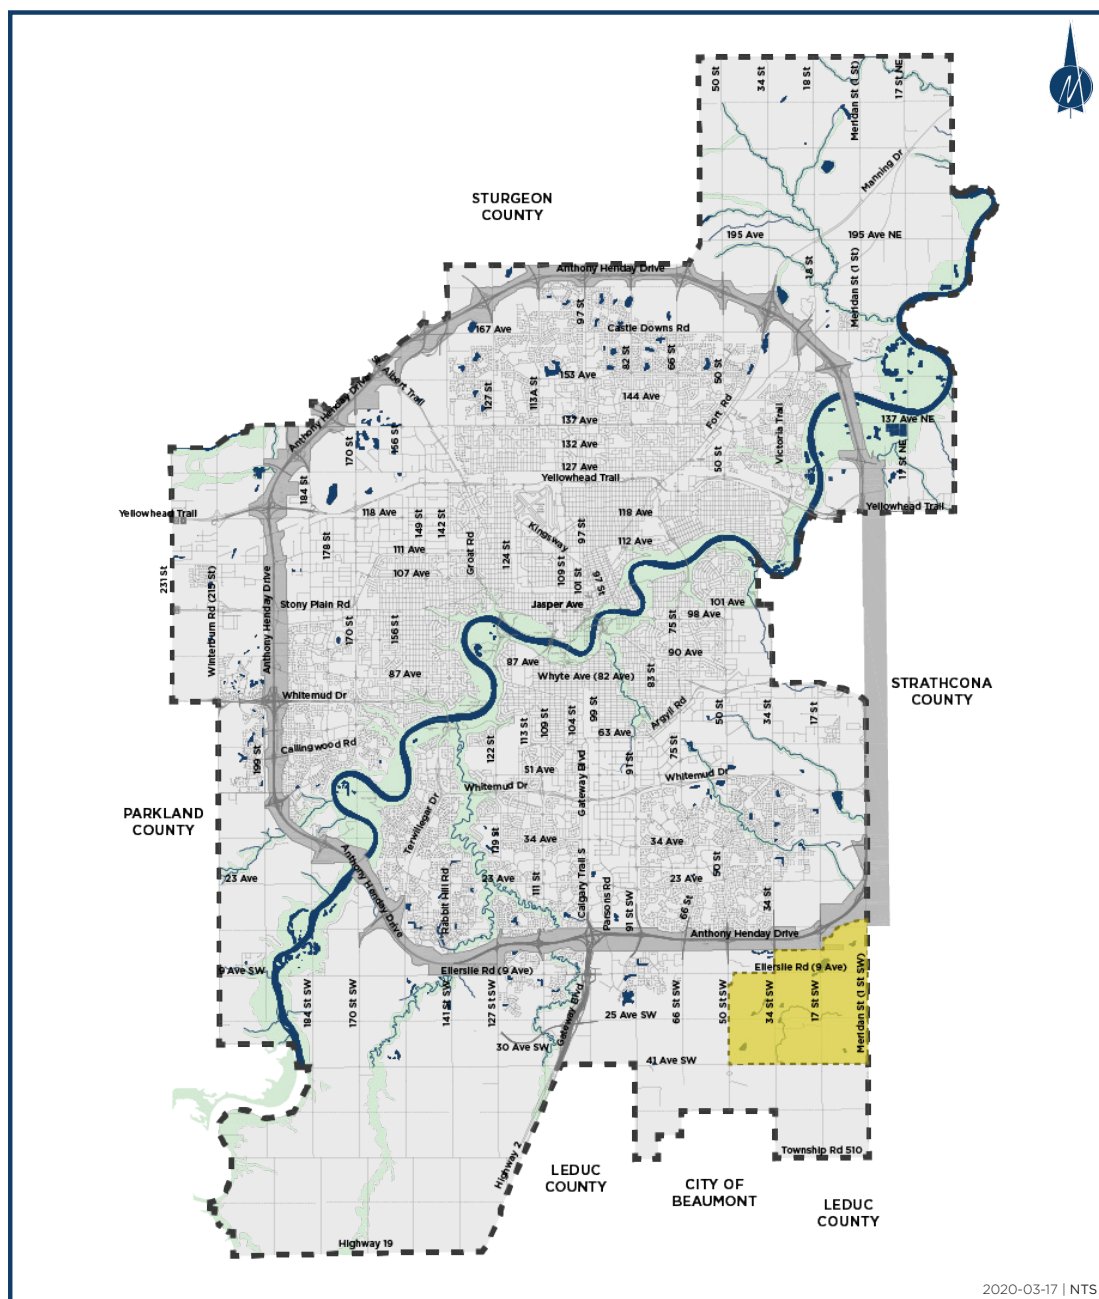 M
50 St
34 St
18 St
Meridan St (1 St)
17 St NE
Manning Dr
STURGEON
COUNTY
195 Ave
195 Ave NE
18 St
Meridan St (1 St)
Anthony Henday Drive
97 St
Castle Downs Rd
167 Ave
82 St
66 St
50 St
153 Ave
Anthony Henday Drive
St Albert Trail
127 St
113A St
144 Ave
Fort Rd
137 Ave
137 Ave NE
Victoria Trail
170 St
156 St
132 Ave
127 Ave
50 St
17 St NE
Yellowhead Trail
184 St
Yellowhead Trail
118 Ave
118 Ave
Yellowhead Trail
149 St
142 St
Kingsway
97 St
178 St
111 Ave
Groat Rd
124 St
112 Ave
231 St
107 Ave
109 St
101 St
97 St
Winterburn Rd (215 St)
Anthony Henday Drive
Stony Plain Rd
Jasper Ave
101 Ave
98 Ave
75 St
170 St
156 St
90 Ave
87 Ave
87 Ave
Whyte Ave (82 Ave)
83 St
STRATHCONA
COUNTY
Whitemud Dr
113 St
109 St
104 St
99 St
Argyll Rd
50 St
34 St
17 St
63 Ave
Callingwood Rd
199 St
122 St
91 St
75 St
51 Ave
Whitemud Dr
Whitemud Dr
Gateway Blvd
PARKLAND
COUNTY
Terwillegar Dr
119 St
34 Ave
34 Ave
23 Ave
Anthony Henday Drive
Rabbit Hill Rd
23 Ave
111 St
Calgary Trail S
Parsons Rd
91 St SW
23 Ave
50 St
66 St
34 St
Anthony Henday Drive
9 Ave SW
Ellerslie Rd (9 Ave)
Ellerslie Rd (9 Ave)
184 St SW
170 St SW
141 St SW
127 St SW
Gateway Blvd
25 Ave SW
66 St SW
50 St SW
34 St SW
17 St SW
Meridan St (1 St SW)
30 Ave SW
41 Ave SW
Highway 2
LEDUC
COUNTY
CITY OF
BEAUMONT
Township Rd 510
LEDUC
COUNTY
Highway 19
2020-03-17 | NTS